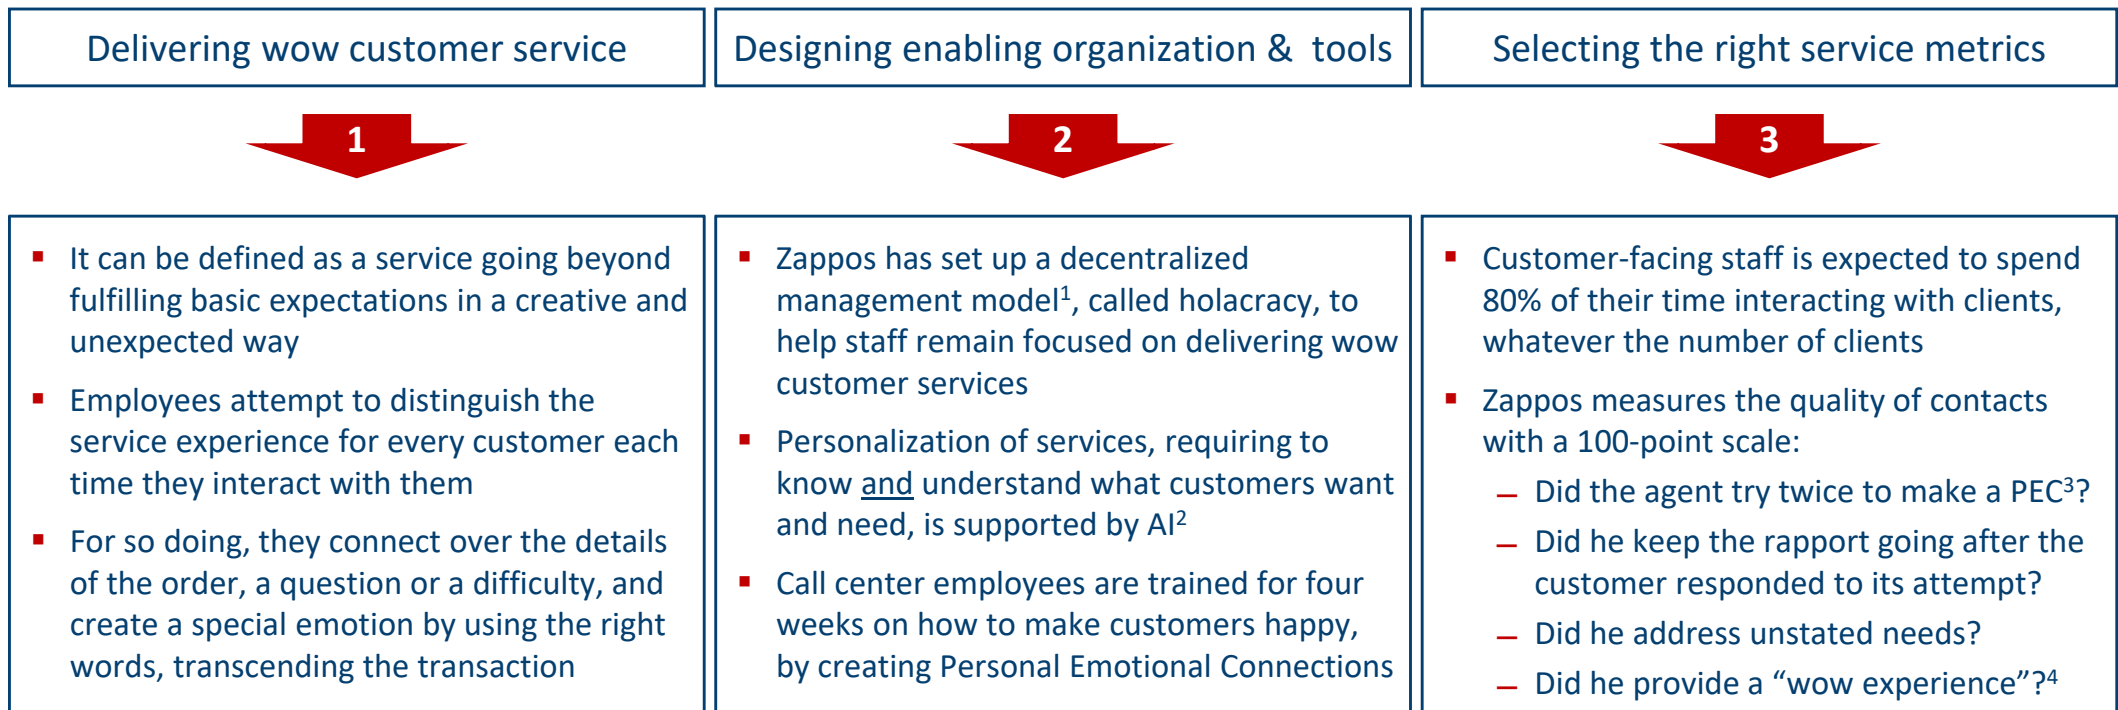 Delivering wow customer service
Designing enabling organization & tools
Selecting the right service metrics
1
2
3
▪ It can be defined as a service going beyond
fulfilling basic expectations in a creative and
unexpected way
▪ Employees attempt to distinguish the
service experience for every customer each
time they interact with them
▪ For so doing, they connect over the details
of the order, a question or a difficulty, and
create a special emotion by using the right
words, transcending the transaction
▪ Zappos has set up a decentralized
management model¹, called holacracy, to
help staff remain focused on delivering wow
customer services
▪ Personalization of services, requiring to
know and understand what customers want
and need, is supported by AI²
▪ Call center employees are trained for four
weeks on how to make customers happy,
by creating Personal Emotional Connections
▪ Customer-facing staff is expected to spend
80% of their time interacting with clients,
whatever the number of clients
▪ Zappos measures the quality of contacts
with a 100-point scale:
– Did the agent try twice to make a PEC³?
– Did he keep the rapport going after the
customer responded to its attempt?
– Did he address unstated needs?
– Did he provide a “wow experience”?⁴